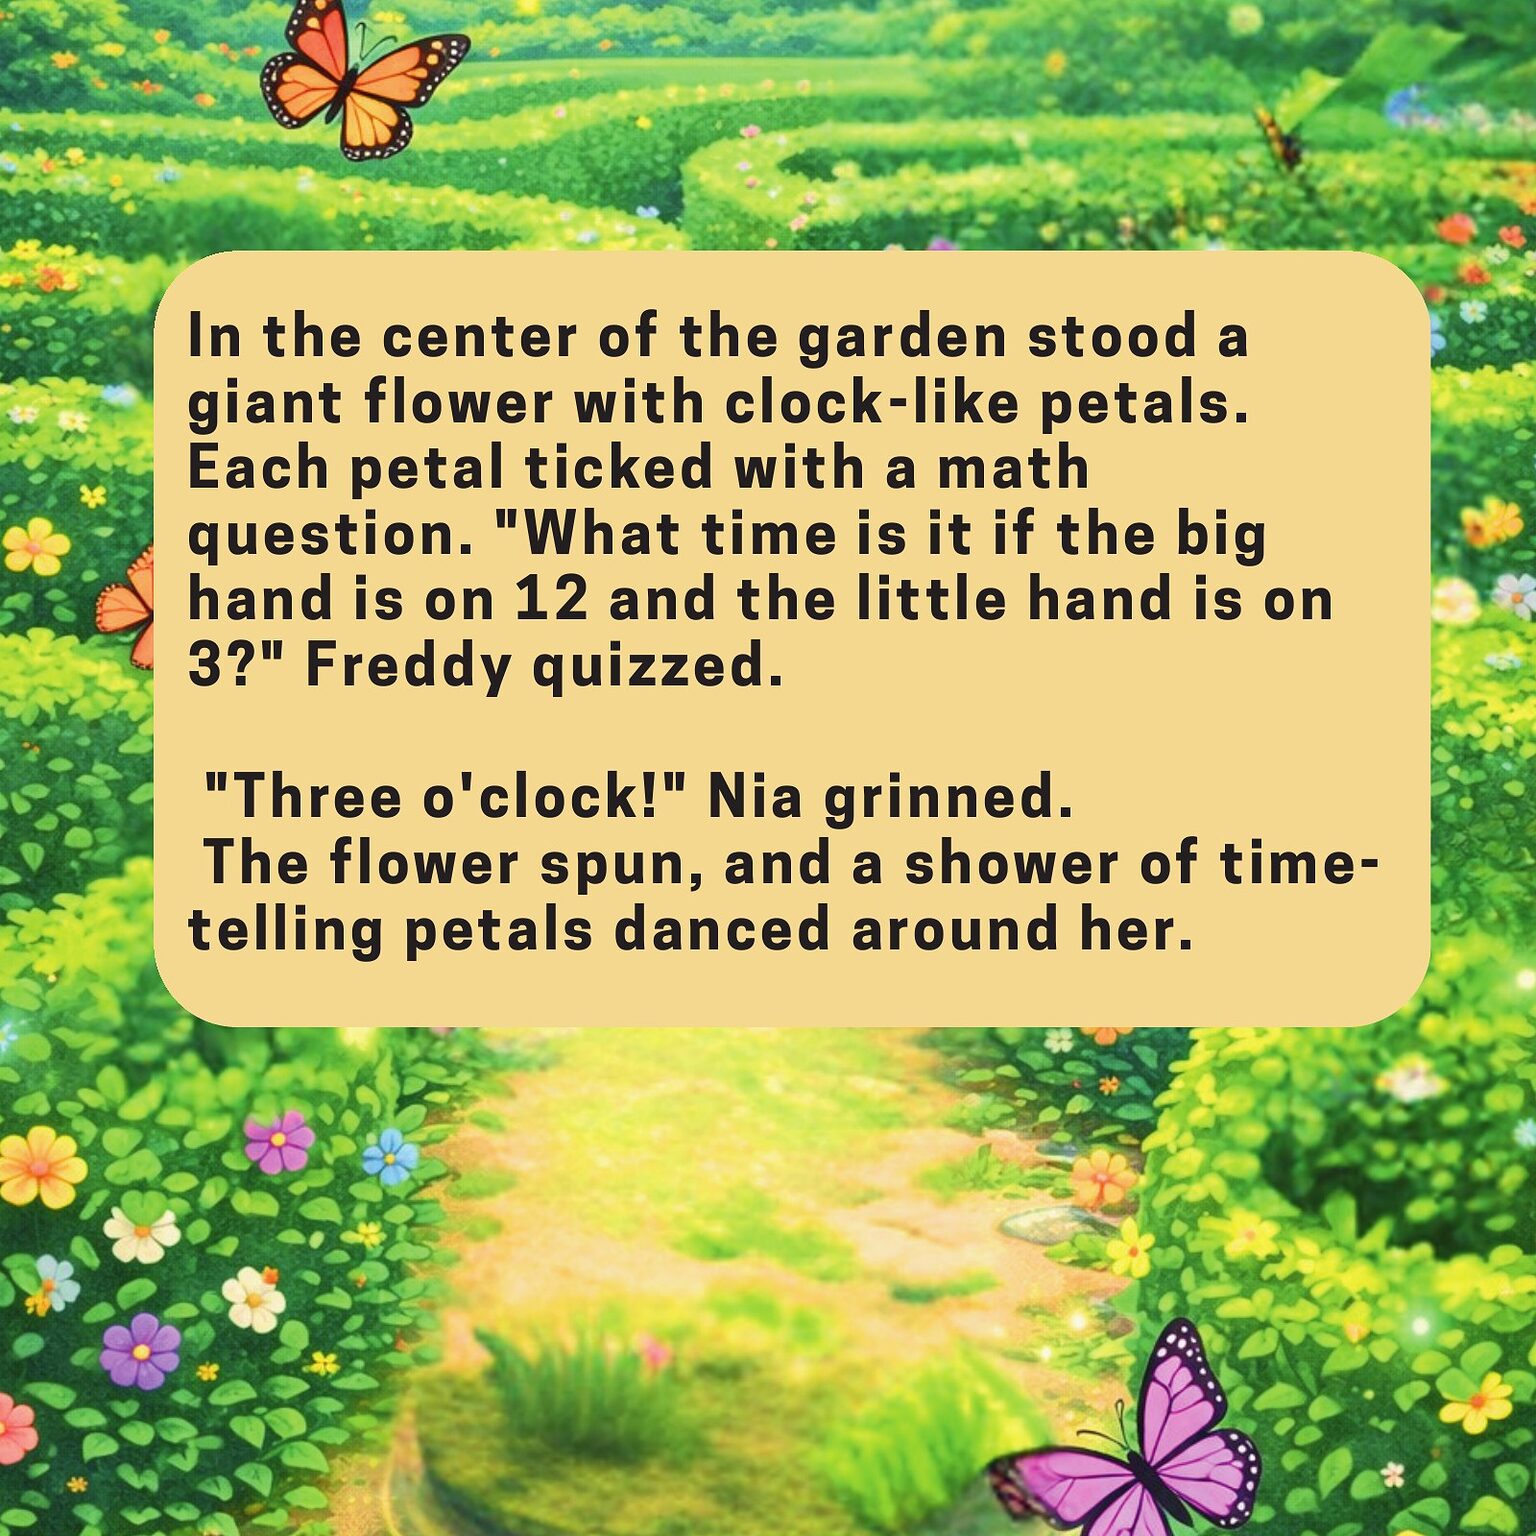 In the center of the garden stood a
giant flower with clock-like petals.
Each petal ticked with a math
question. "What time is it if the big
hand is on 12 and the little hand is on
3?" Freddy quizzed.
"Three o'clock!" Nia grinned.
The flower spun, and a shower of time-
telling petals danced around her.